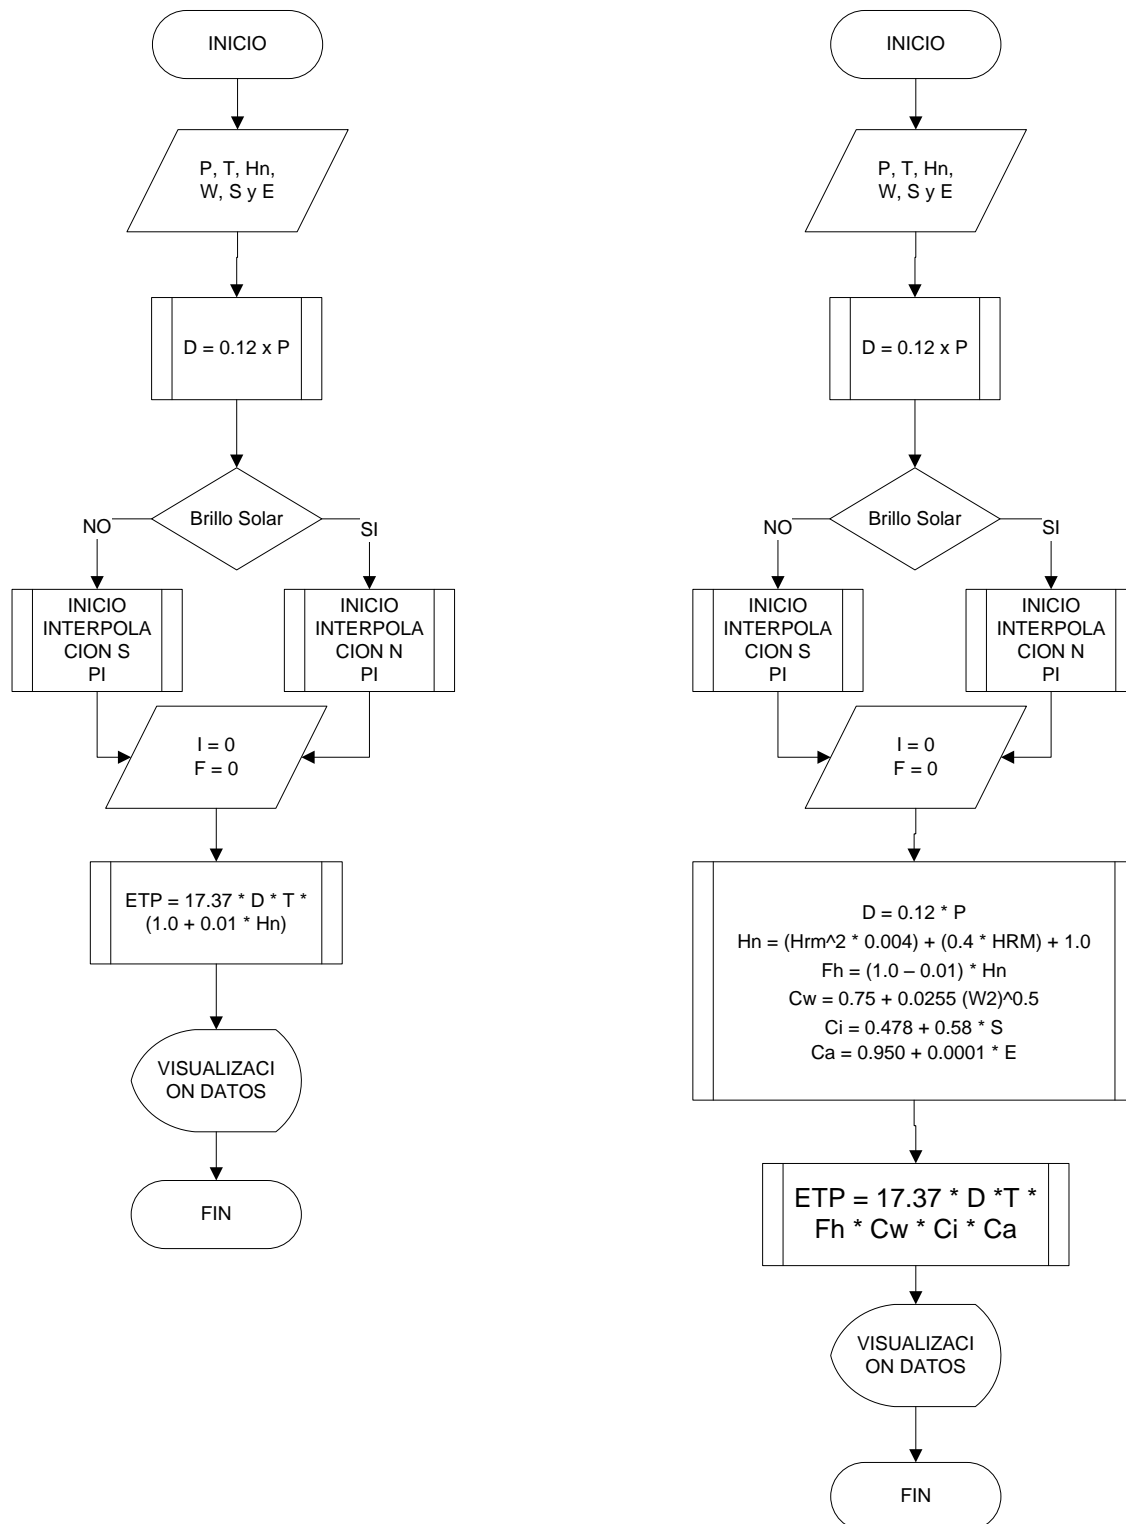 INICIO
P, T, Hn,
W, S y E
D = 0.12 x P
Brillo Solar
NO
SI
INICIO
INTERPOLA
CION S
PI
INICIO
INTERPOLA
CION N
PI
I = 0
F = 0
ETP = 17.37 * D * T *
(1.0 + 0.01 * Hn)
VISUALIZACI
ON DATOS
FIN
INICIO
P, T, Hn,
W, S y E
D = 0.12 x P
Brillo Solar
NO
SI
INICIO
INTERPOLA
CION S
PI
INICIO
INTERPOLA
CION N
PI
I = 0
F = 0
D = 0.12 * P
Hn = (Hrm^2 * 0.004) + (0.4 * HRM) + 1.0
Fh = (1.0 – 0.01) * Hn
Cw = 0.75 + 0.0255 (W2)^0.5
Ci = 0.478 + 0.58 * S
Ca = 0.950 + 0.0001 * E
ETP = 17.37 * D *T *
Fh * Cw * Ci * Ca
VISUALIZACI
ON DATOS
FIN